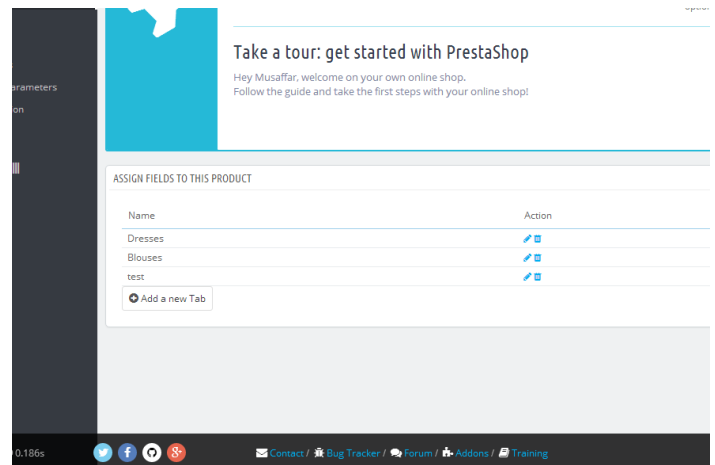 Take a tour: get started with PrestaShop
Hey Musaffar, welcome on your own online shop.
Follow the guide and take the first steps with your online shop!
arameters
on
ASSIGN FIELDS TO THIS PRODUCT
Name Action
Dresses
Blouses
test
Add a new Tab
0.186s
Contact / Bug Tracker / Forum / Addons / Training